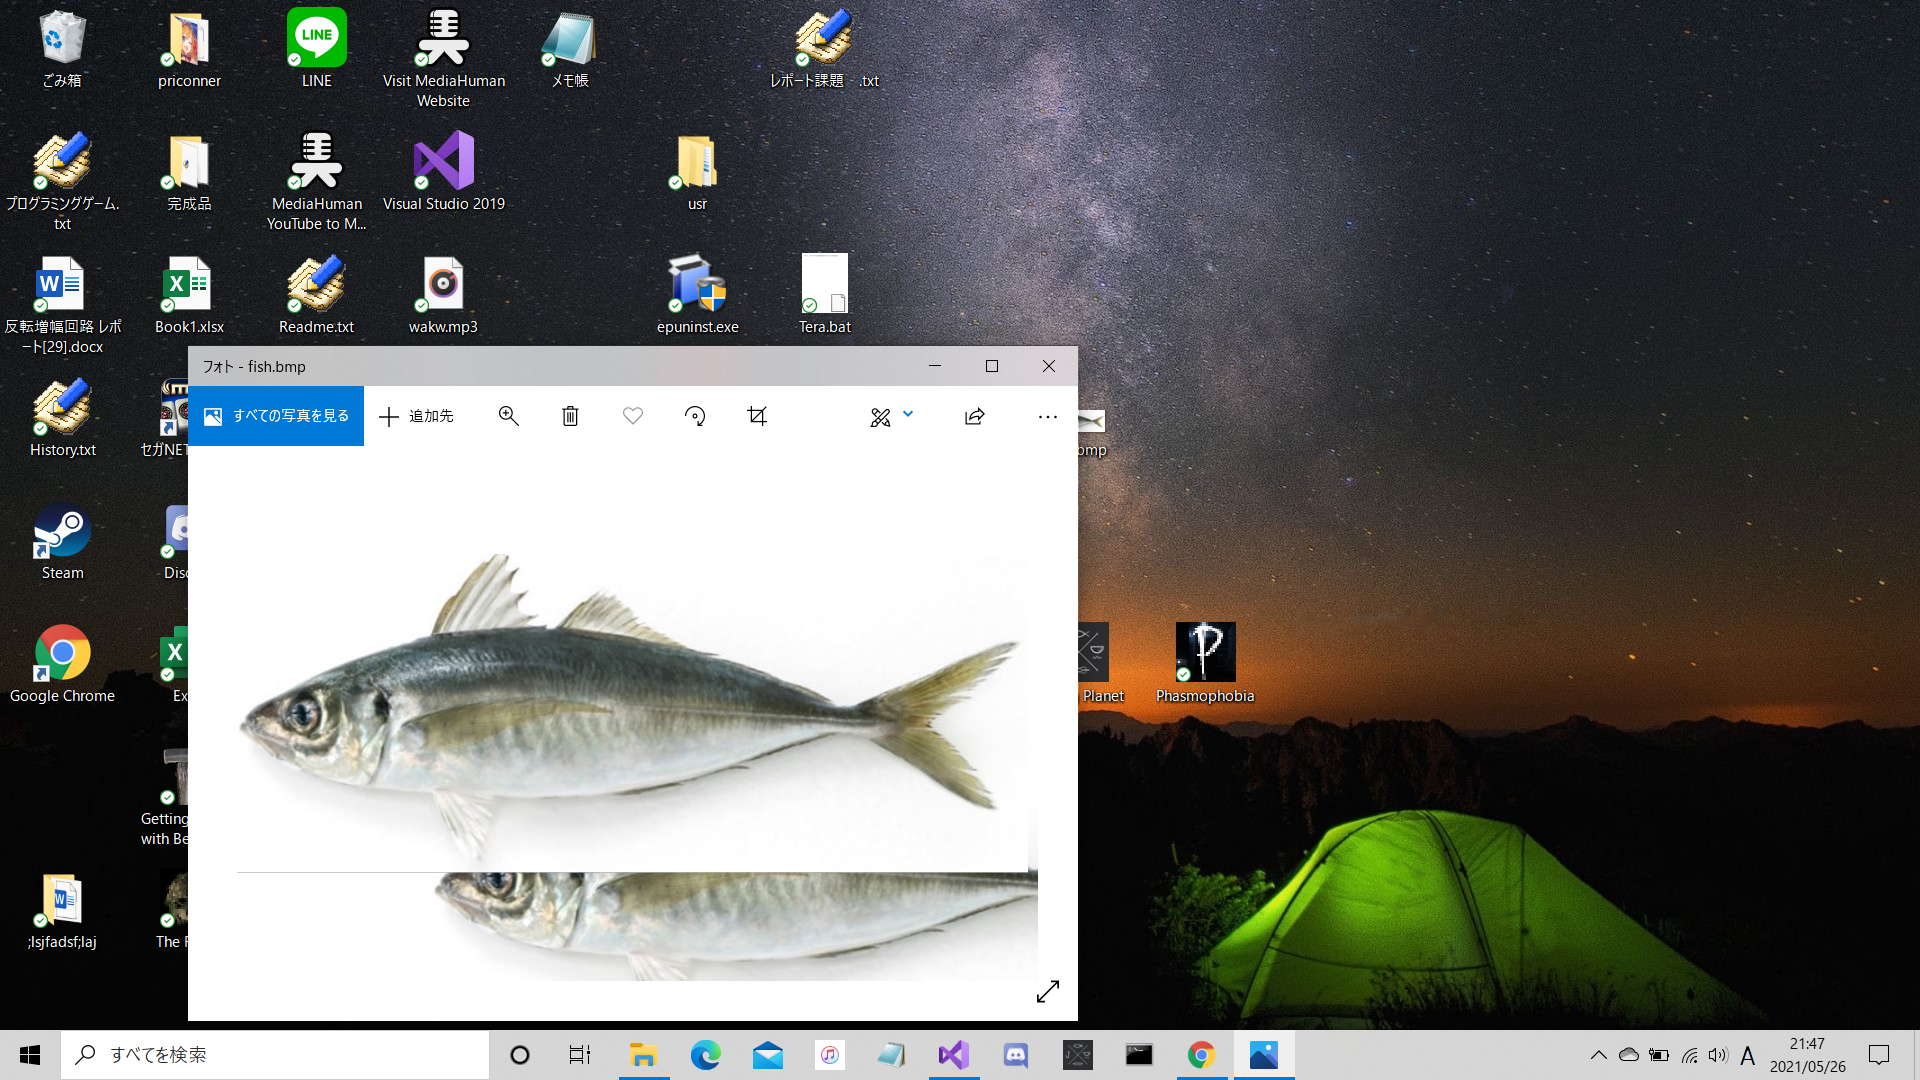 ごみ箱
priconner
LINE
LINE
Visit MediaHuman
Website
メモ帳
レポート課題　.txt
プログラミングゲーム.
txt
完成品
MediaHuman
YouTube to M...
Visual Studio 2019
usr
反転増幅回路 レポ
ート[29].docx
Book1.xlsx
Readme.txt
wakw.mp3
epuninst.exe
Tera.bat
フォト - fish.bmp
すべての写真を見る
追加先
History.txt
セガNET
bmp
Steam
Disc
Google Chrome
Ex
Planet
Phasmophobia
Getting
with Be
;lsjfadsf;laj
The F
すべてを検索
A
21:47
2021/05/26